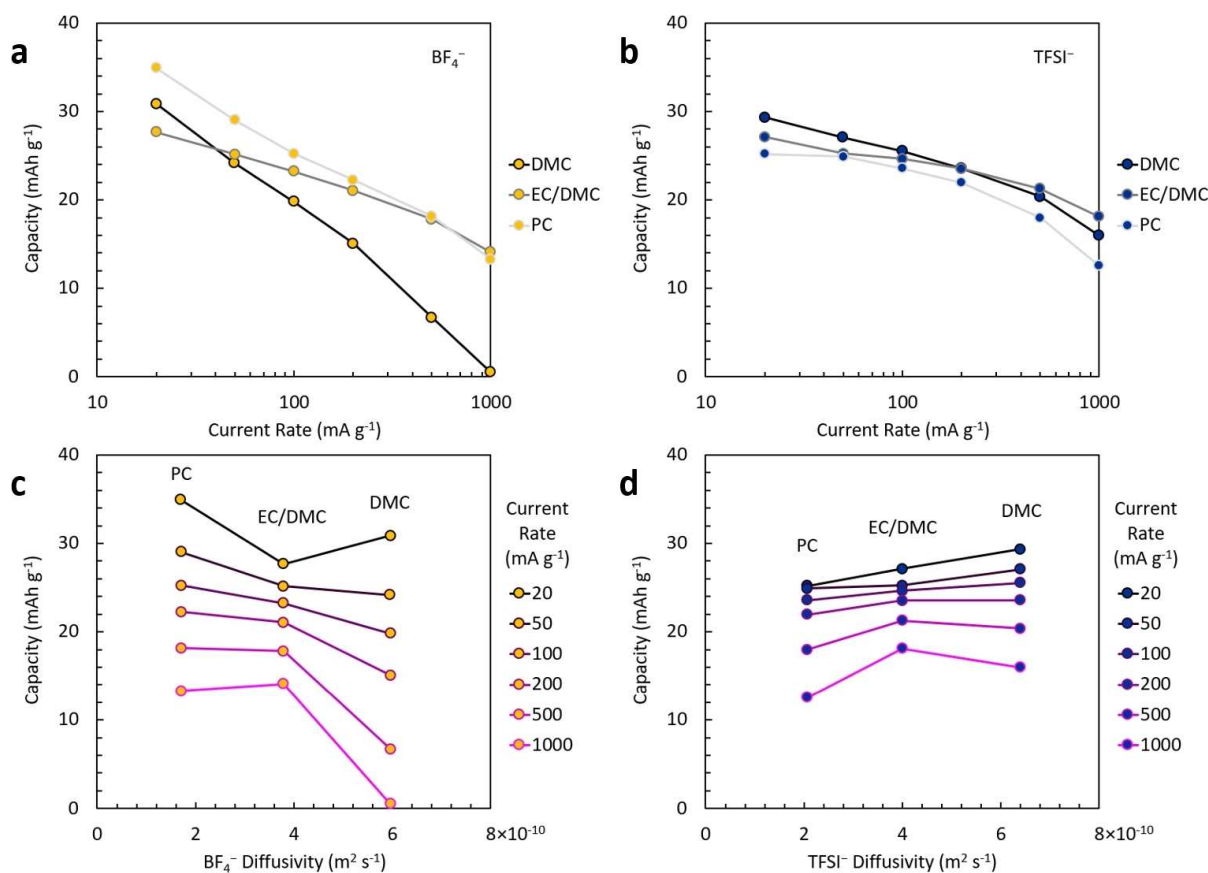 a
BF₄⁻
40
30
20
10
0
Capacity (mAh g⁻¹)
10
100
1000
Current Rate (mA g⁻¹)
DMC
EC/DMC
PC
b
TFSI⁻
40
30
20
10
0
Capacity (mAh g⁻¹)
10
100
1000
Current Rate (mA g⁻¹)
DMC
EC/DMC
PC
c
PC
EC/DMC
DMC
40
30
20
10
0
Capacity (mAh g⁻¹)
0
2
4
6
8×10⁻¹⁰
BF₄⁻ Diffusivity (m² s⁻¹)
Current
Rate
(mA g⁻¹)
20
50
100
200
500
1000
d
PC
EC/DMC
DMC
40
30
20
10
0
Capacity (mAh g⁻¹)
0
2
4
6
8×10⁻¹⁰
TFSI⁻ Diffusivity (m² s⁻¹)
Current
Rate
(mA g⁻¹)
20
50
100
200
500
1000